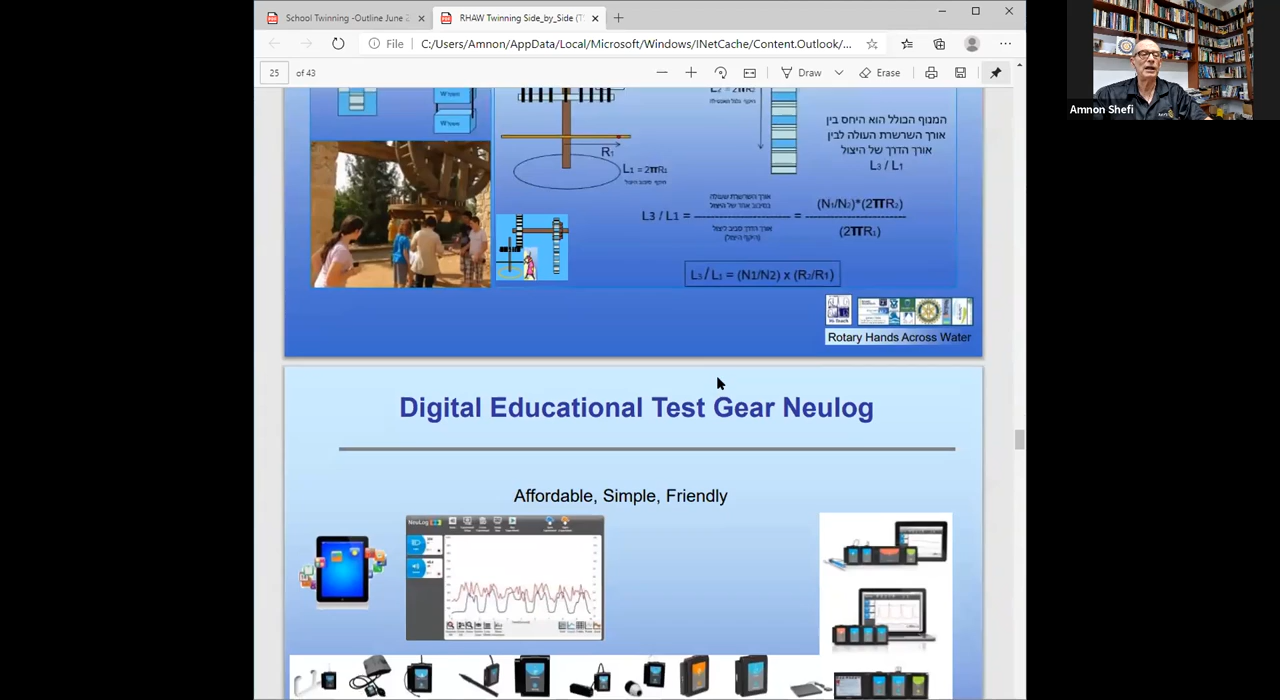 School Twinning -Outline June 2
RHAW Twinning Side_by_Side (T
File
C:/Users/Amnon/AppData/Local/Microsoft/Windows/INetCache/Content.Outlook/...
25
of 43
Draw
Erase
Amnon Shefi
R₁
L₁ = 2πR₁
המנוף הכולל הוא היחס בין
אורך השרשרת העולה לבין
אורך הדרך של היצול
L₃ / L₁
L3 / L1 =
=
(N₁/N₂)*(2πR₂)
(2πR₁)
L₃ / L₁ = (N1/N2) x (R₂/R₁)
Rotary Hands Across Water
Digital Educational Test Gear Neulog
Affordable, Simple, Friendly